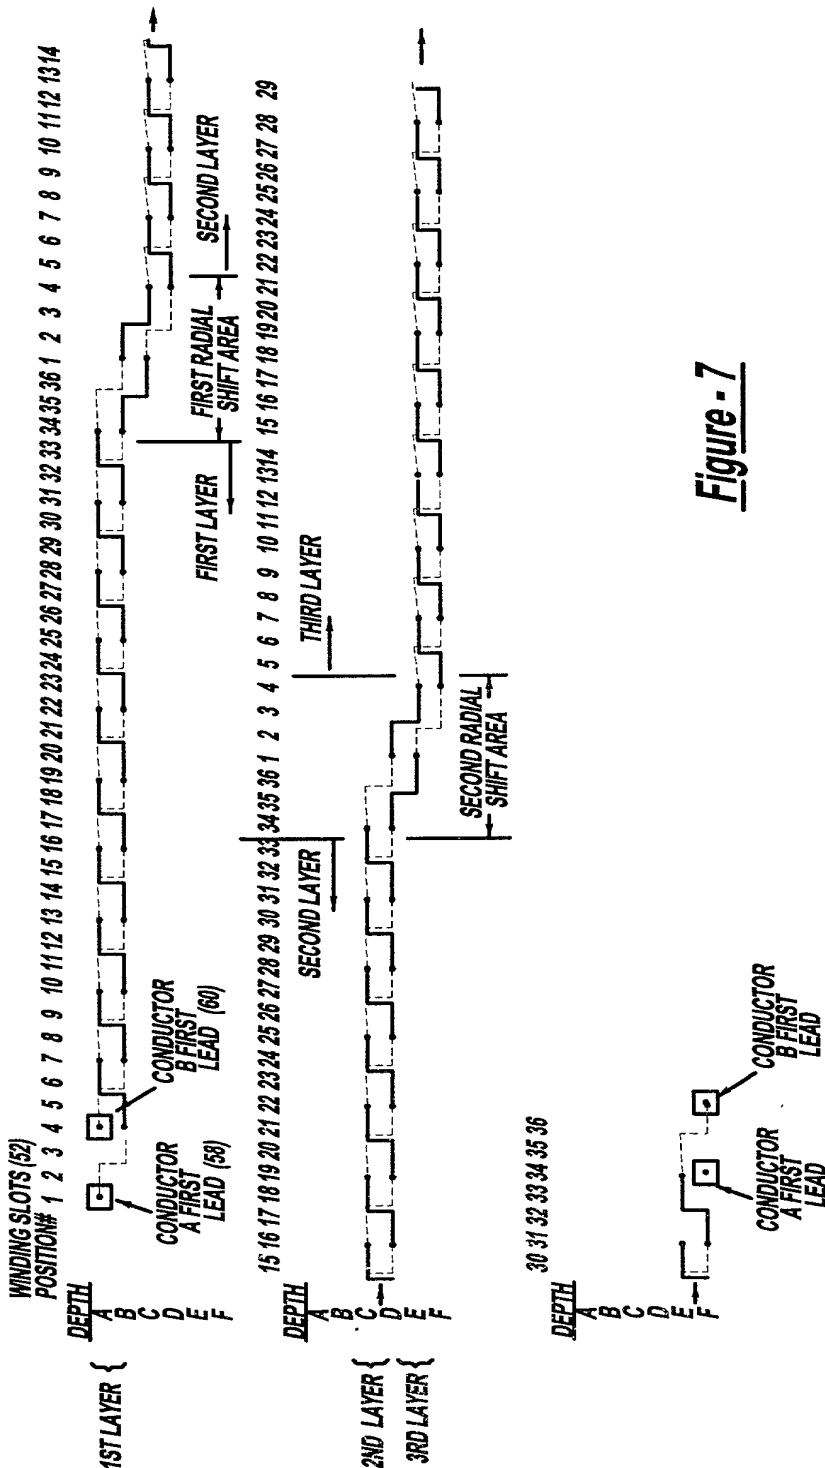 WINDING SLOTS (52)
POSITION# 1 2 3 4 5 6 7 8 9 10 11 12 13 14 15 16 17 18 19 20 21 22 23 24 25 26 27 28 29 30 31 32 33 34 35 36 1 2 3 4 5 6 7 8 9 10 11 12 13 14
DEPTH
A
B
C
D
E
F
1ST LAYER {
CONDUCTOR
A FIRST
LEAD (58)
CONDUCTOR
B FIRST
LEAD (60)
FIRST LAYER
FIRST RADIAL
SHIFT AREA
SECOND LAYER
15 16 17 18 19 20 21 22 23 24 25 26 27 28 29 30 31 32 33 34 35 36 1 2 3 4 5 6 7 8 9 10 11 12 13 14 15 16 17 18 19 20 21 22 23 24 25 26 27 28 29
DEPTH
A
B
C
D
E
F
2ND LAYER {
3RD LAYER {
SECOND LAYER
THIRD LAYER
SECOND RADIAL
SHIFT AREA
30 31 32 33 34 35 36
DEPTH
A
B
C
D
E
F
CONDUCTOR
A FIRST
LEAD
CONDUCTOR
B FIRST
LEAD
Figure - 7